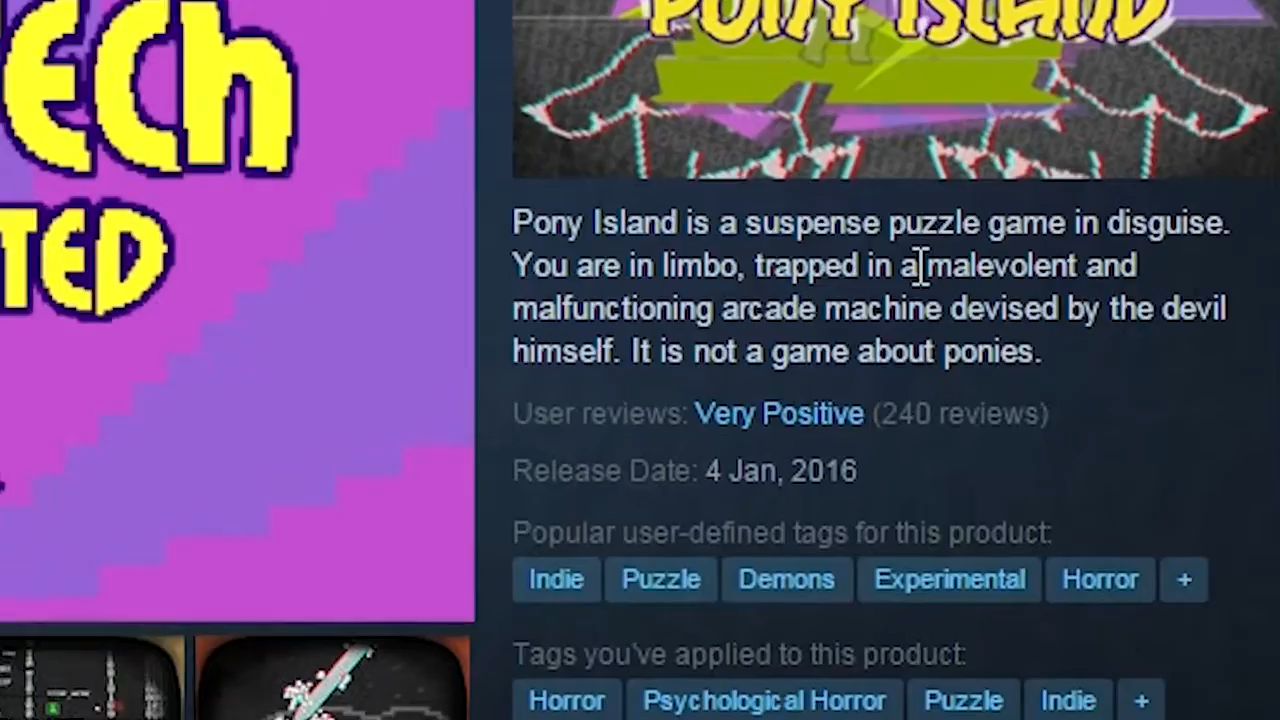 ECh
TED
PONY ISLAND
Pony Island is a suspense puzzle game in disguise.
You are in limbo, trapped in a malevolent and
malfunctioning arcade machine devised by the devil
himself. It is not a game about ponies.
User reviews: Very Positive (240 reviews)
Release Date: 4 Jan, 2016
Popular user-defined tags for this product:
Indie Puzzle Demons Experimental Horror +
Tags you've applied to this product:
Horror Psychological Horror Puzzle Indie +